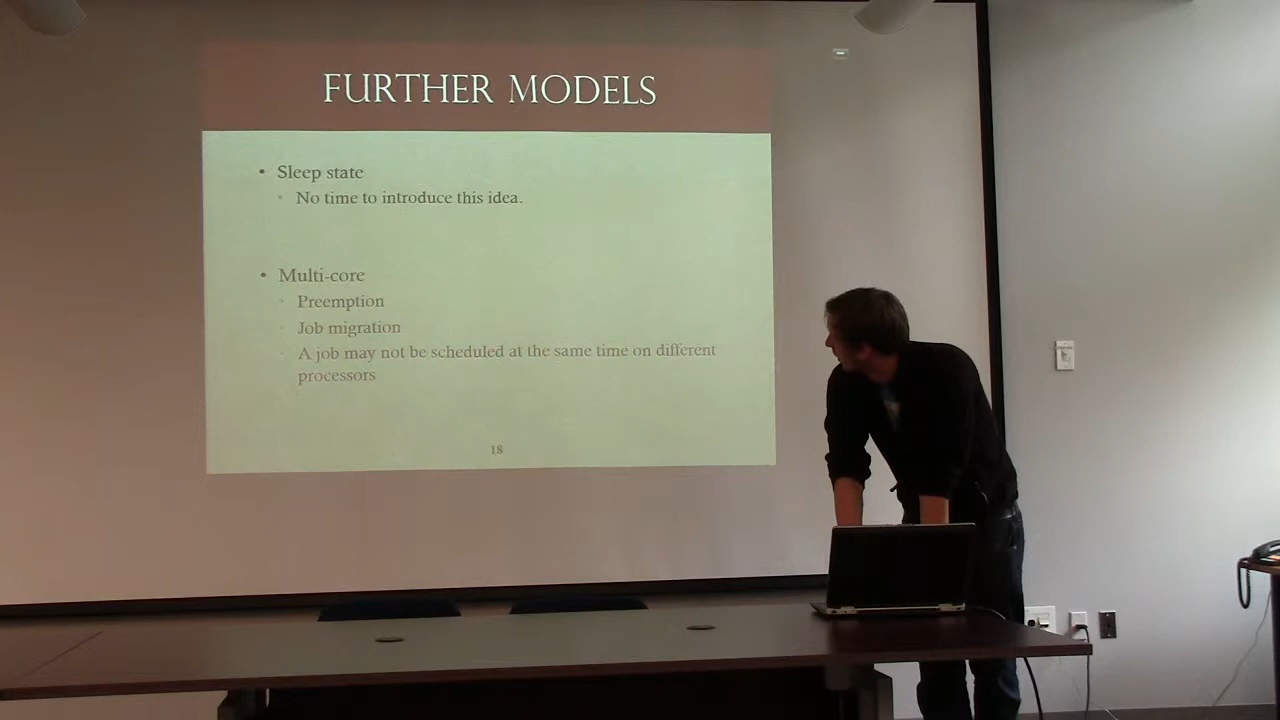 FURTHER MODELS
• Sleep state
• No time to introduce this idea.
• Multi-core
• Preemption
• Job migration
• A job may not be scheduled at the same time on different
processors
18